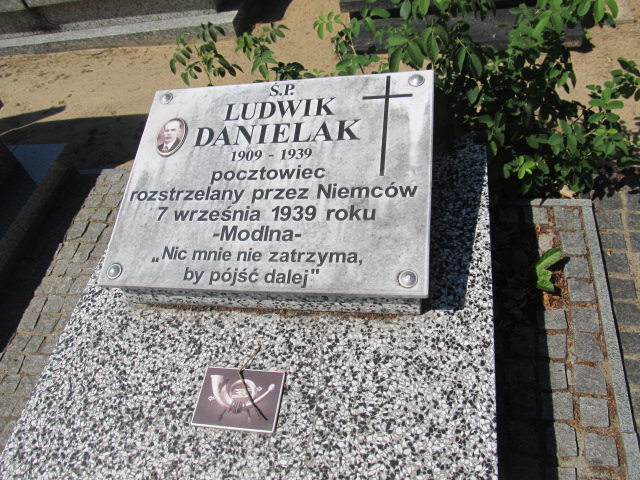 Ś.P.
LUDWIK
DANIELAK
1909 - 1939
pocztowiec
rozstrzelany przez Niemców
7 września 1939 roku
-Modlna-
„Nic mnie nie zatrzyma,
by pójść dalej"